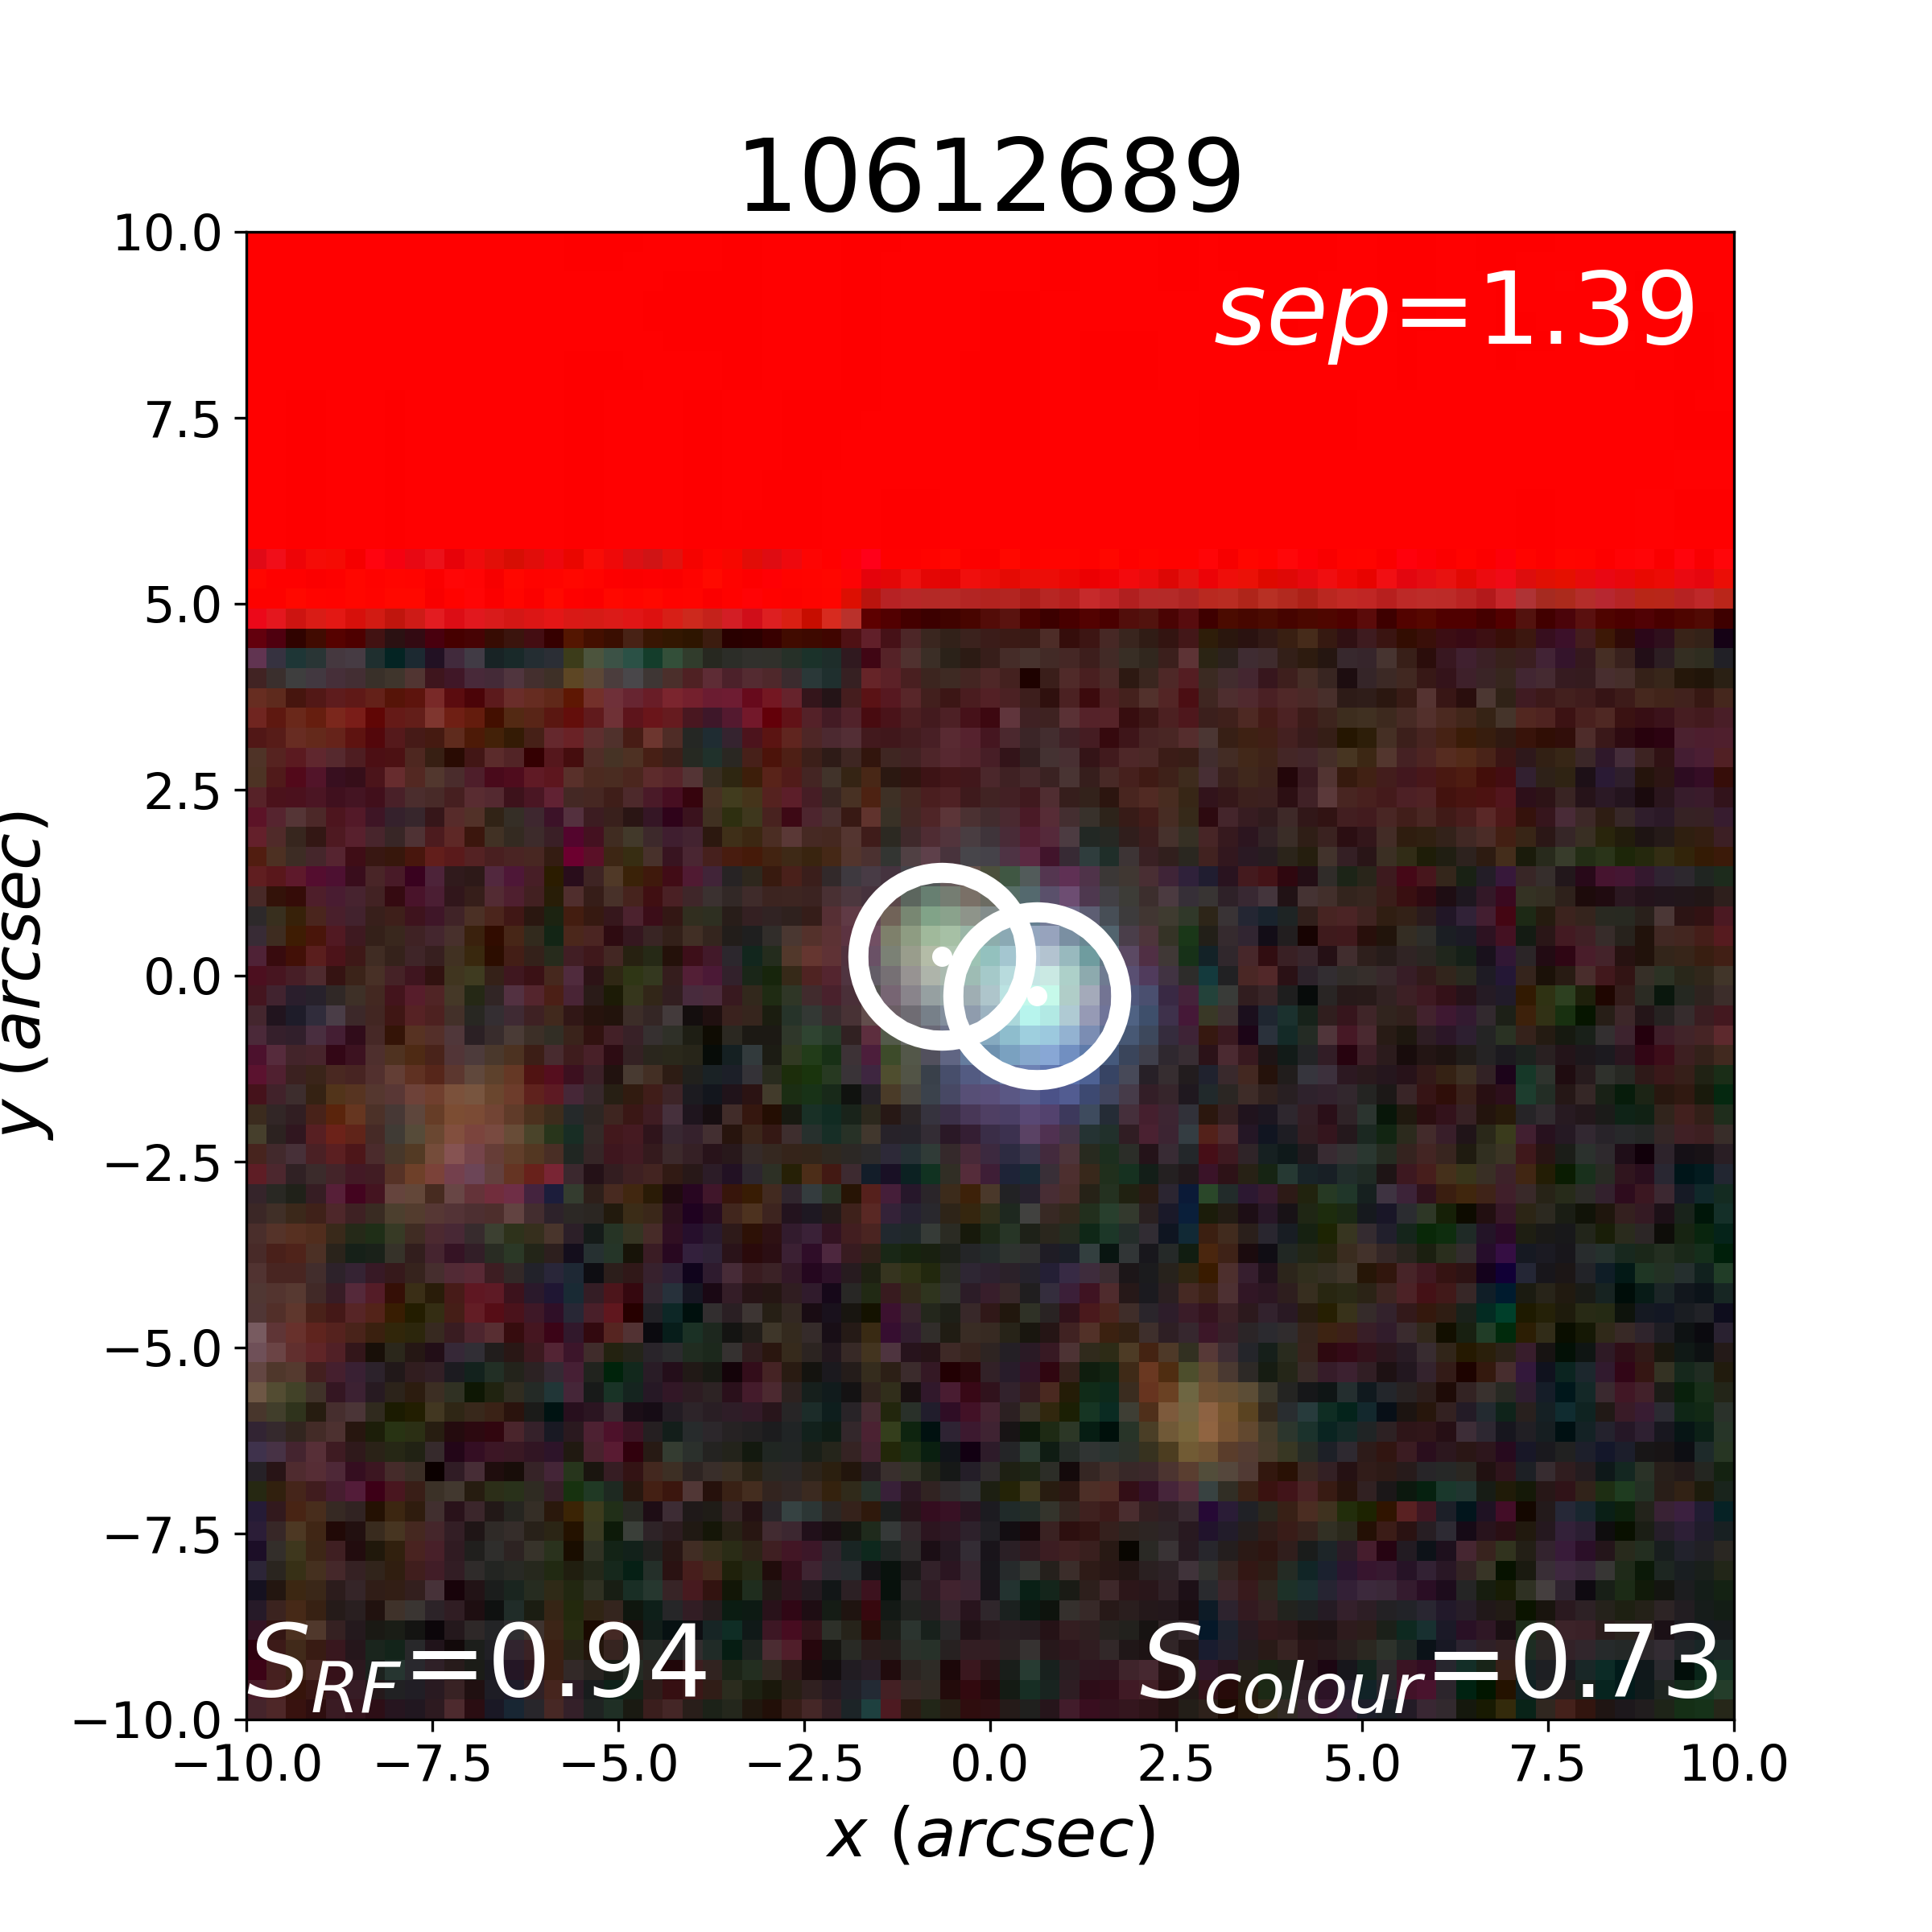 10612689
sep=1.39
10.0
7.5
5.0
2.5
0.0
−2.5
−5.0
−7.5
−10.0
y (arcsec)
S_RF=0.94
S_colour=0.73
−10.0 −7.5 −5.0 −2.5 0.0 2.5 5.0 7.5 10.0
x (arcsec)